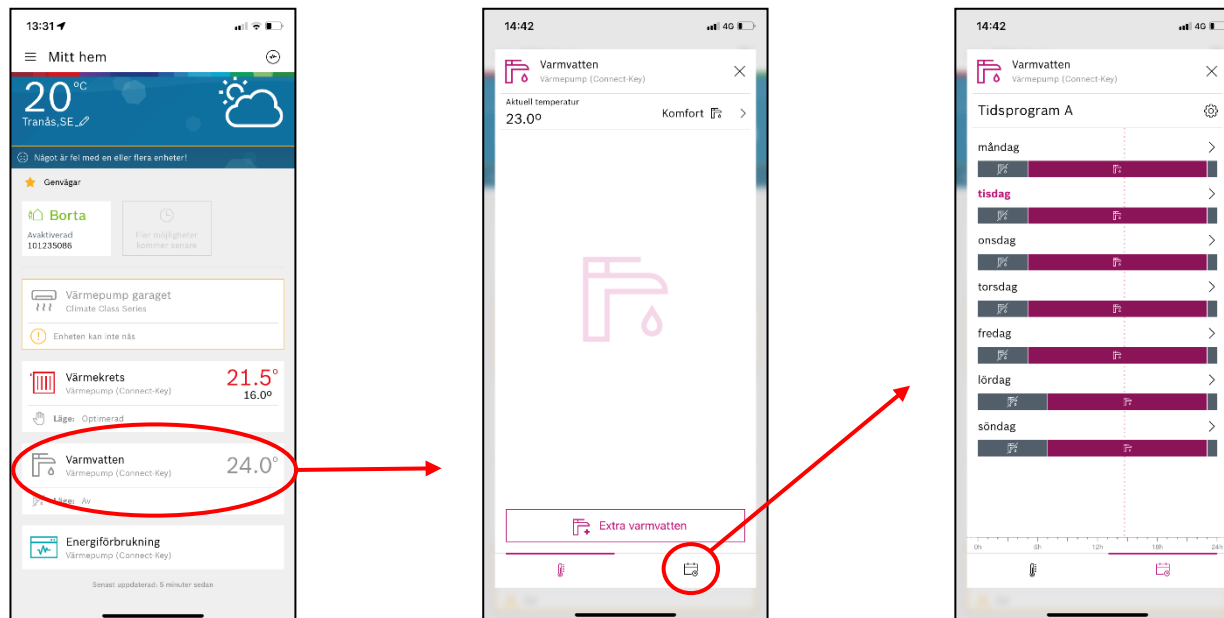 13:31
Mitt hem
20°C
Tranås,SE
Något är fel med en eller flera enheter!
Genvägar
Borta
Avaktiverad
101235086
Fler möjligheter
kommer senare
Värmepump garaget
Climate Class Series
Enheten kan inte nås
Värmekrets
Värmepump (Connect-Key)
21.5°
16.0º
Läge: Optimerad
Varmvatten
Värmepump (Connect-Key)
24.0°
Läge: Av
Energiförbrukning
Värmepump (Connect-Key)
Senast uppdaterad: 5 minuter sedan
14:42
4G
Varmvatten
Värmepump (Connect-Key)
Aktuell temperatur
23.0º
Komfort
Extra varmvatten
14:42
4G
Varmvatten
Värmepump (Connect-Key)
Tidsprogram A
måndag
tisdag
onsdag
torsdag
fredag
lördag
söndag
0h 6h 12h 18h 24h